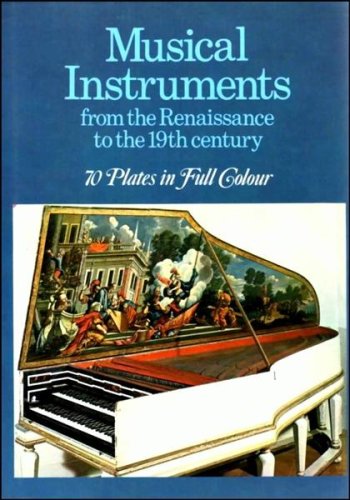 Musical
Instruments
from the Renaissance
to the 19th century
70 Plates in Full Colour